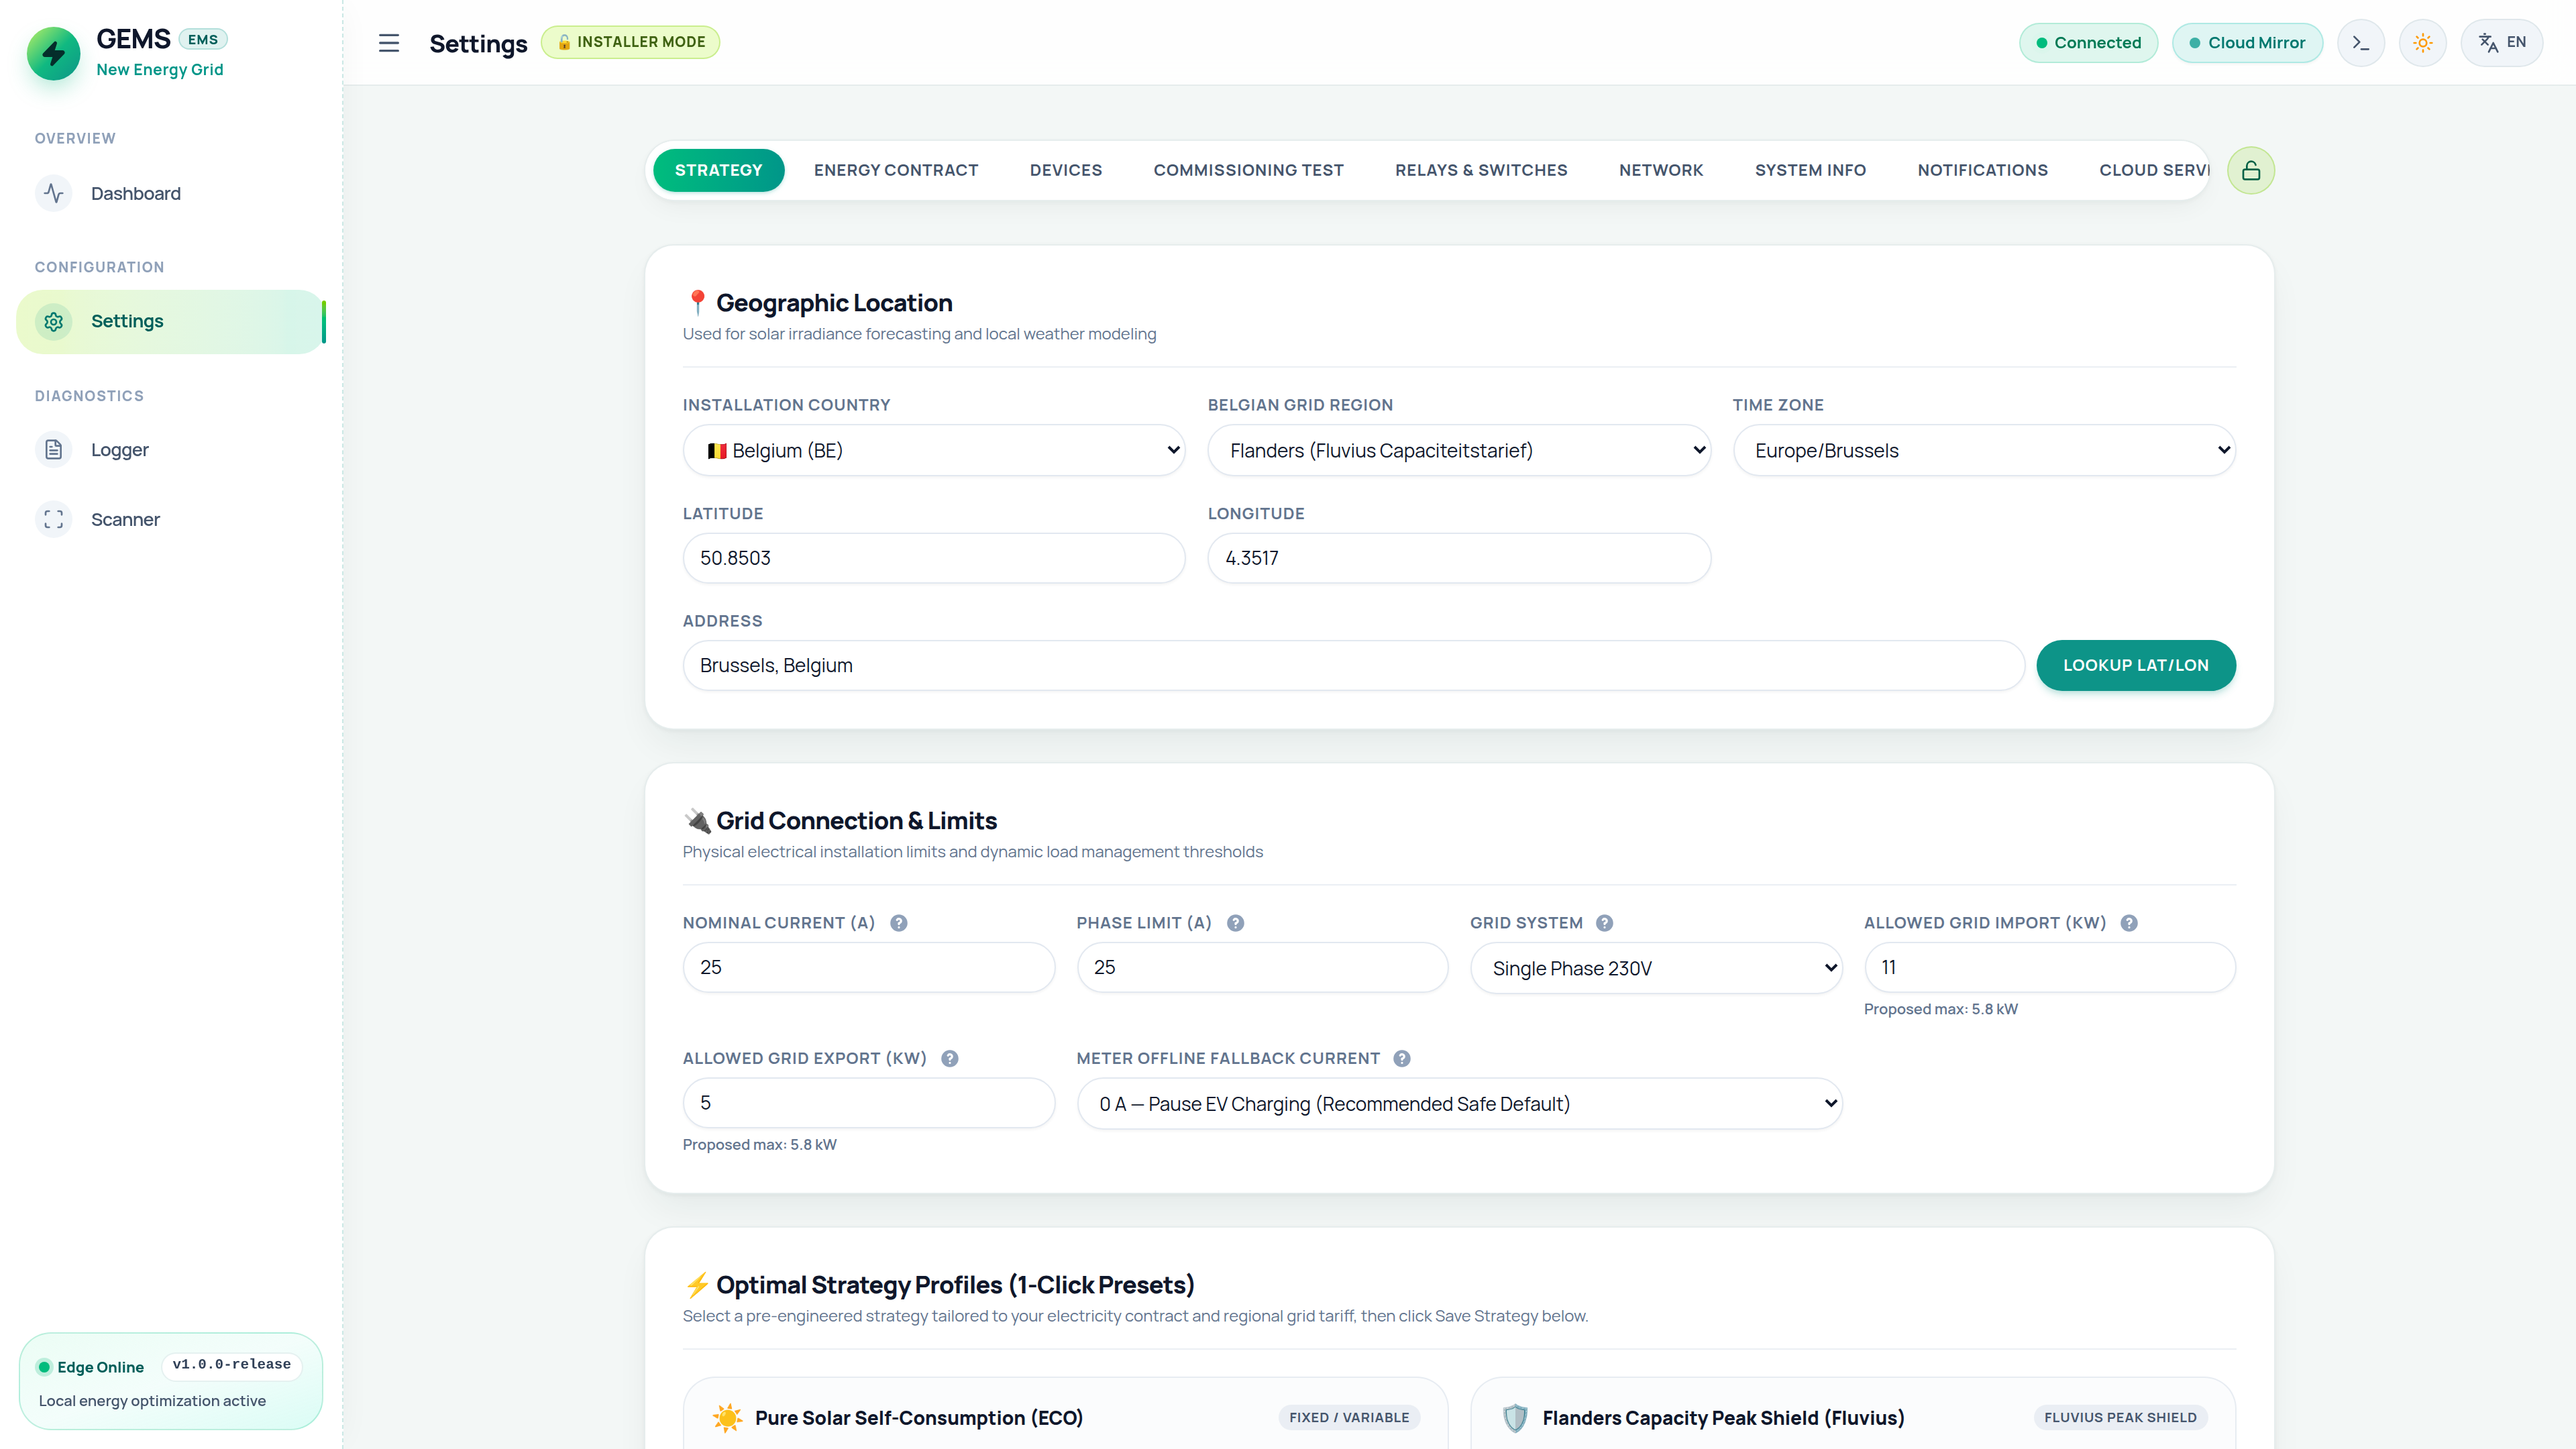 GEMS EMS
New Energy Grid
OVERVIEW
Dashboard
CONFIGURATION
Settings
DIAGNOSTICS
Logger
Scanner
Edge Online v1.0.0-release
Local energy optimization active
Settings 🔓 INSTALLER MODE
Connected Cloud Mirror EN
STRATEGY ENERGY CONTRACT DEVICES COMMISSIONING TEST RELAYS & SWITCHES NETWORK SYSTEM INFO NOTIFICATIONS CLOUD SERVI
📍 Geographic Location
Used for solar irradiance forecasting and local weather modeling
INSTALLATION COUNTRY BELGIAN GRID REGION TIME ZONE
🇧🇪 Belgium (BE) Flanders (Fluvius Capaciteitstarief) Europe/Brussels
LATITUDE LONGITUDE
50.8503 4.3517
ADDRESS
Brussels, Belgium LOOKUP LAT/LON
🔌 Grid Connection & Limits
Physical electrical installation limits and dynamic load management thresholds
NOMINAL CURRENT (A) ? PHASE LIMIT (A) ? GRID SYSTEM ? ALLOWED GRID IMPORT (KW) ?
25 25 Single Phase 230V 11
Proposed max: 5.8 kW
ALLOWED GRID EXPORT (KW) ? METER OFFLINE FALLBACK CURRENT ?
5 0 A — Pause EV Charging (Recommended Safe Default)
Proposed max: 5.8 kW
⚡ Optimal Strategy Profiles (1-Click Presets)
Select a pre-engineered strategy tailored to your electricity contract and regional grid tariff, then click Save Strategy below.
☀️ Pure Solar Self-Consumption (ECO) FIXED / VARIABLE
🛡️ Flanders Capacity Peak Shield (Fluvius) FLUVIUS PEAK SHIELD